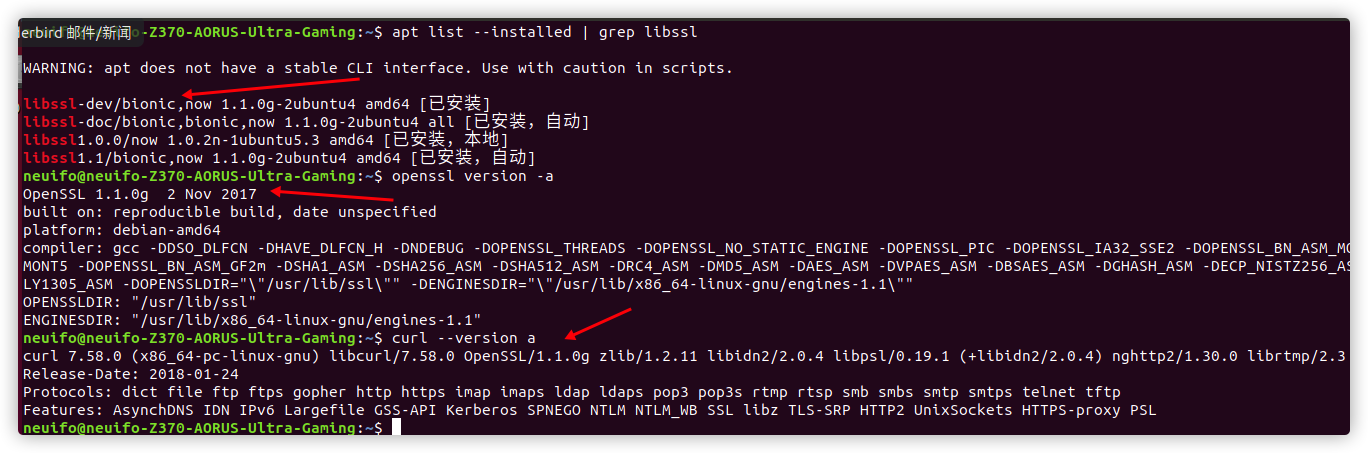 neuifo@neuifo-Z370-AORUS-Ultra-Gaming:~$ apt list --installed | grep libssl
derbird 邮件/新闻
WARNING: apt does not have a stable CLI interface. Use with caution in scripts.
libssl-dev/bionic,now 1.1.0g-2ubuntu4 amd64 [已安装]
libssl-doc/bionic,bionic,now 1.1.0g-2ubuntu4 all [已安装，自动]
libssl1.0.0/now 1.0.2n-1ubuntu5.3 amd64 [已安装，本地]
libssl1.1/bionic,now 1.1.0g-2ubuntu4 amd64 [已安装，自动]
neuifo@neuifo-Z370-AORUS-Ultra-Gaming:~$ openssl version -a
OpenSSL 1.1.0g  2 Nov 2017
built on: reproducible build, date unspecified
platform: debian-amd64
compiler: gcc -DDSO_DLFCN -DHAVE_DLFCN_H -DNDEBUG -DOPENSSL_THREADS -DOPENSSL_NO_STATIC_ENGINE -DOPENSSL_PIC -DOPENSSL_IA32_SSE2 -DOPENSSL_BN_ASM_MO
MONT5 -DOPENSSL_BN_ASM_GF2m -DSHA1_ASM -DSHA256_ASM -DSHA512_ASM -DRC4_ASM -DMD5_ASM -DAES_ASM -DVPAES_ASM -DBSAES_ASM -DGHASH_ASM -DECP_NISTZ256_AS
LY1305_ASM -DOPENSSLDIR="\"/usr/lib/ssl\"" -DENGINESDIR="\"/usr/lib/x86_64-linux-gnu/engines-1.1\""
OPENSSLDIR: "/usr/lib/ssl"
ENGINESDIR: "/usr/lib/x86_64-linux-gnu/engines-1.1"
neuifo@neuifo-Z370-AORUS-Ultra-Gaming:~$ curl --version a
curl 7.58.0 (x86_64-pc-linux-gnu) libcurl/7.58.0 OpenSSL/1.1.0g zlib/1.2.11 libidn2/2.0.4 libpsl/0.19.1 (+libidn2/2.0.4) nghttp2/1.30.0 librtmp/2.3
Release-Date: 2018-01-24
Protocols: dict file ftp ftps gopher http https imap imaps ldap ldaps pop3 pop3s rtmp rtsp smb smbs smtp smtps telnet tftp
Features: AsynchDNS IDN IPv6 Largefile GSS-API Kerberos SPNEGO NTLM NTLM_WB SSL libz TLS-SRP HTTP2 UnixSockets HTTPS-proxy PSL
neuifo@neuifo-Z370-AORUS-Ultra-Gaming:~$